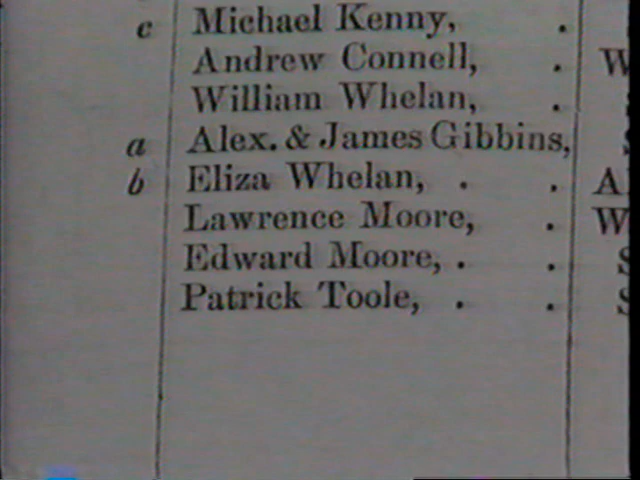 c Michael Kenny, .
Andrew Connell, . W
William Whelan, .
a Alex. & James Gibbins,
b Eliza Whelan, . . A
Lawrence Moore, . W
Edward Moore, . . S
Patrick Toole, . . S